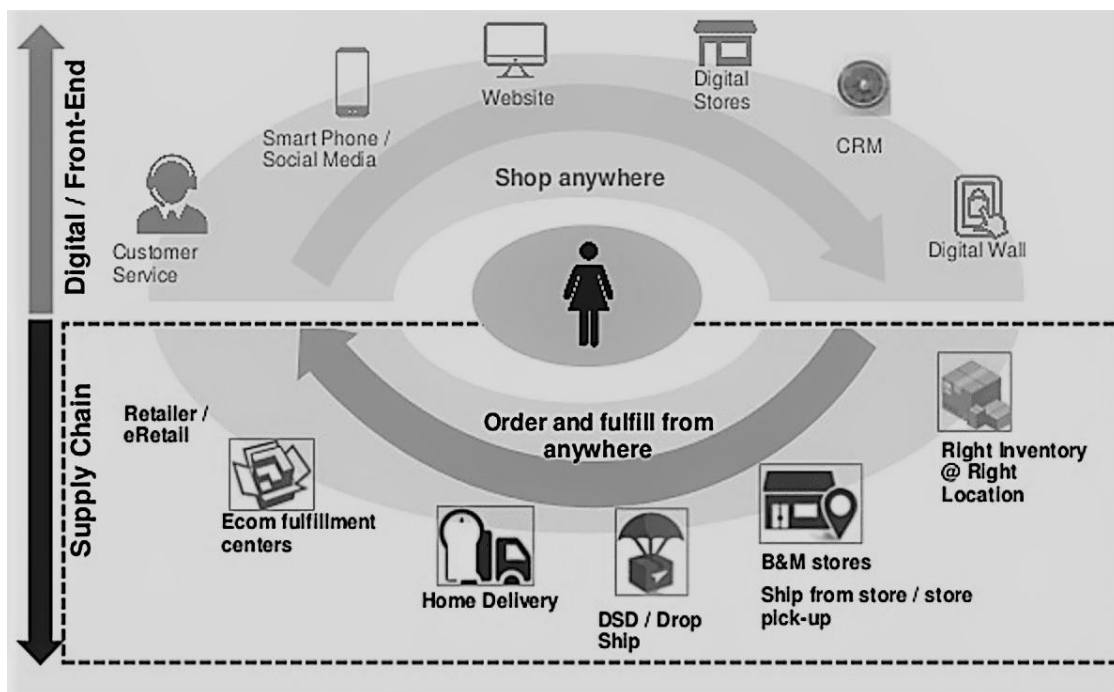 Digital / Front-End
Customer
Service
Smart Phone /
Social Media
Website
Digital
Stores
CRM
Digital Wall
Shop anywhere
Supply Chain
Retailer /
eRetail
Ecom fulfillment
centers
Order and fulfill from
anywhere
Home Delivery
DSD / Drop
Ship
B&M stores
Ship from store / store
pick-up
Right Inventory
@ Right
Location